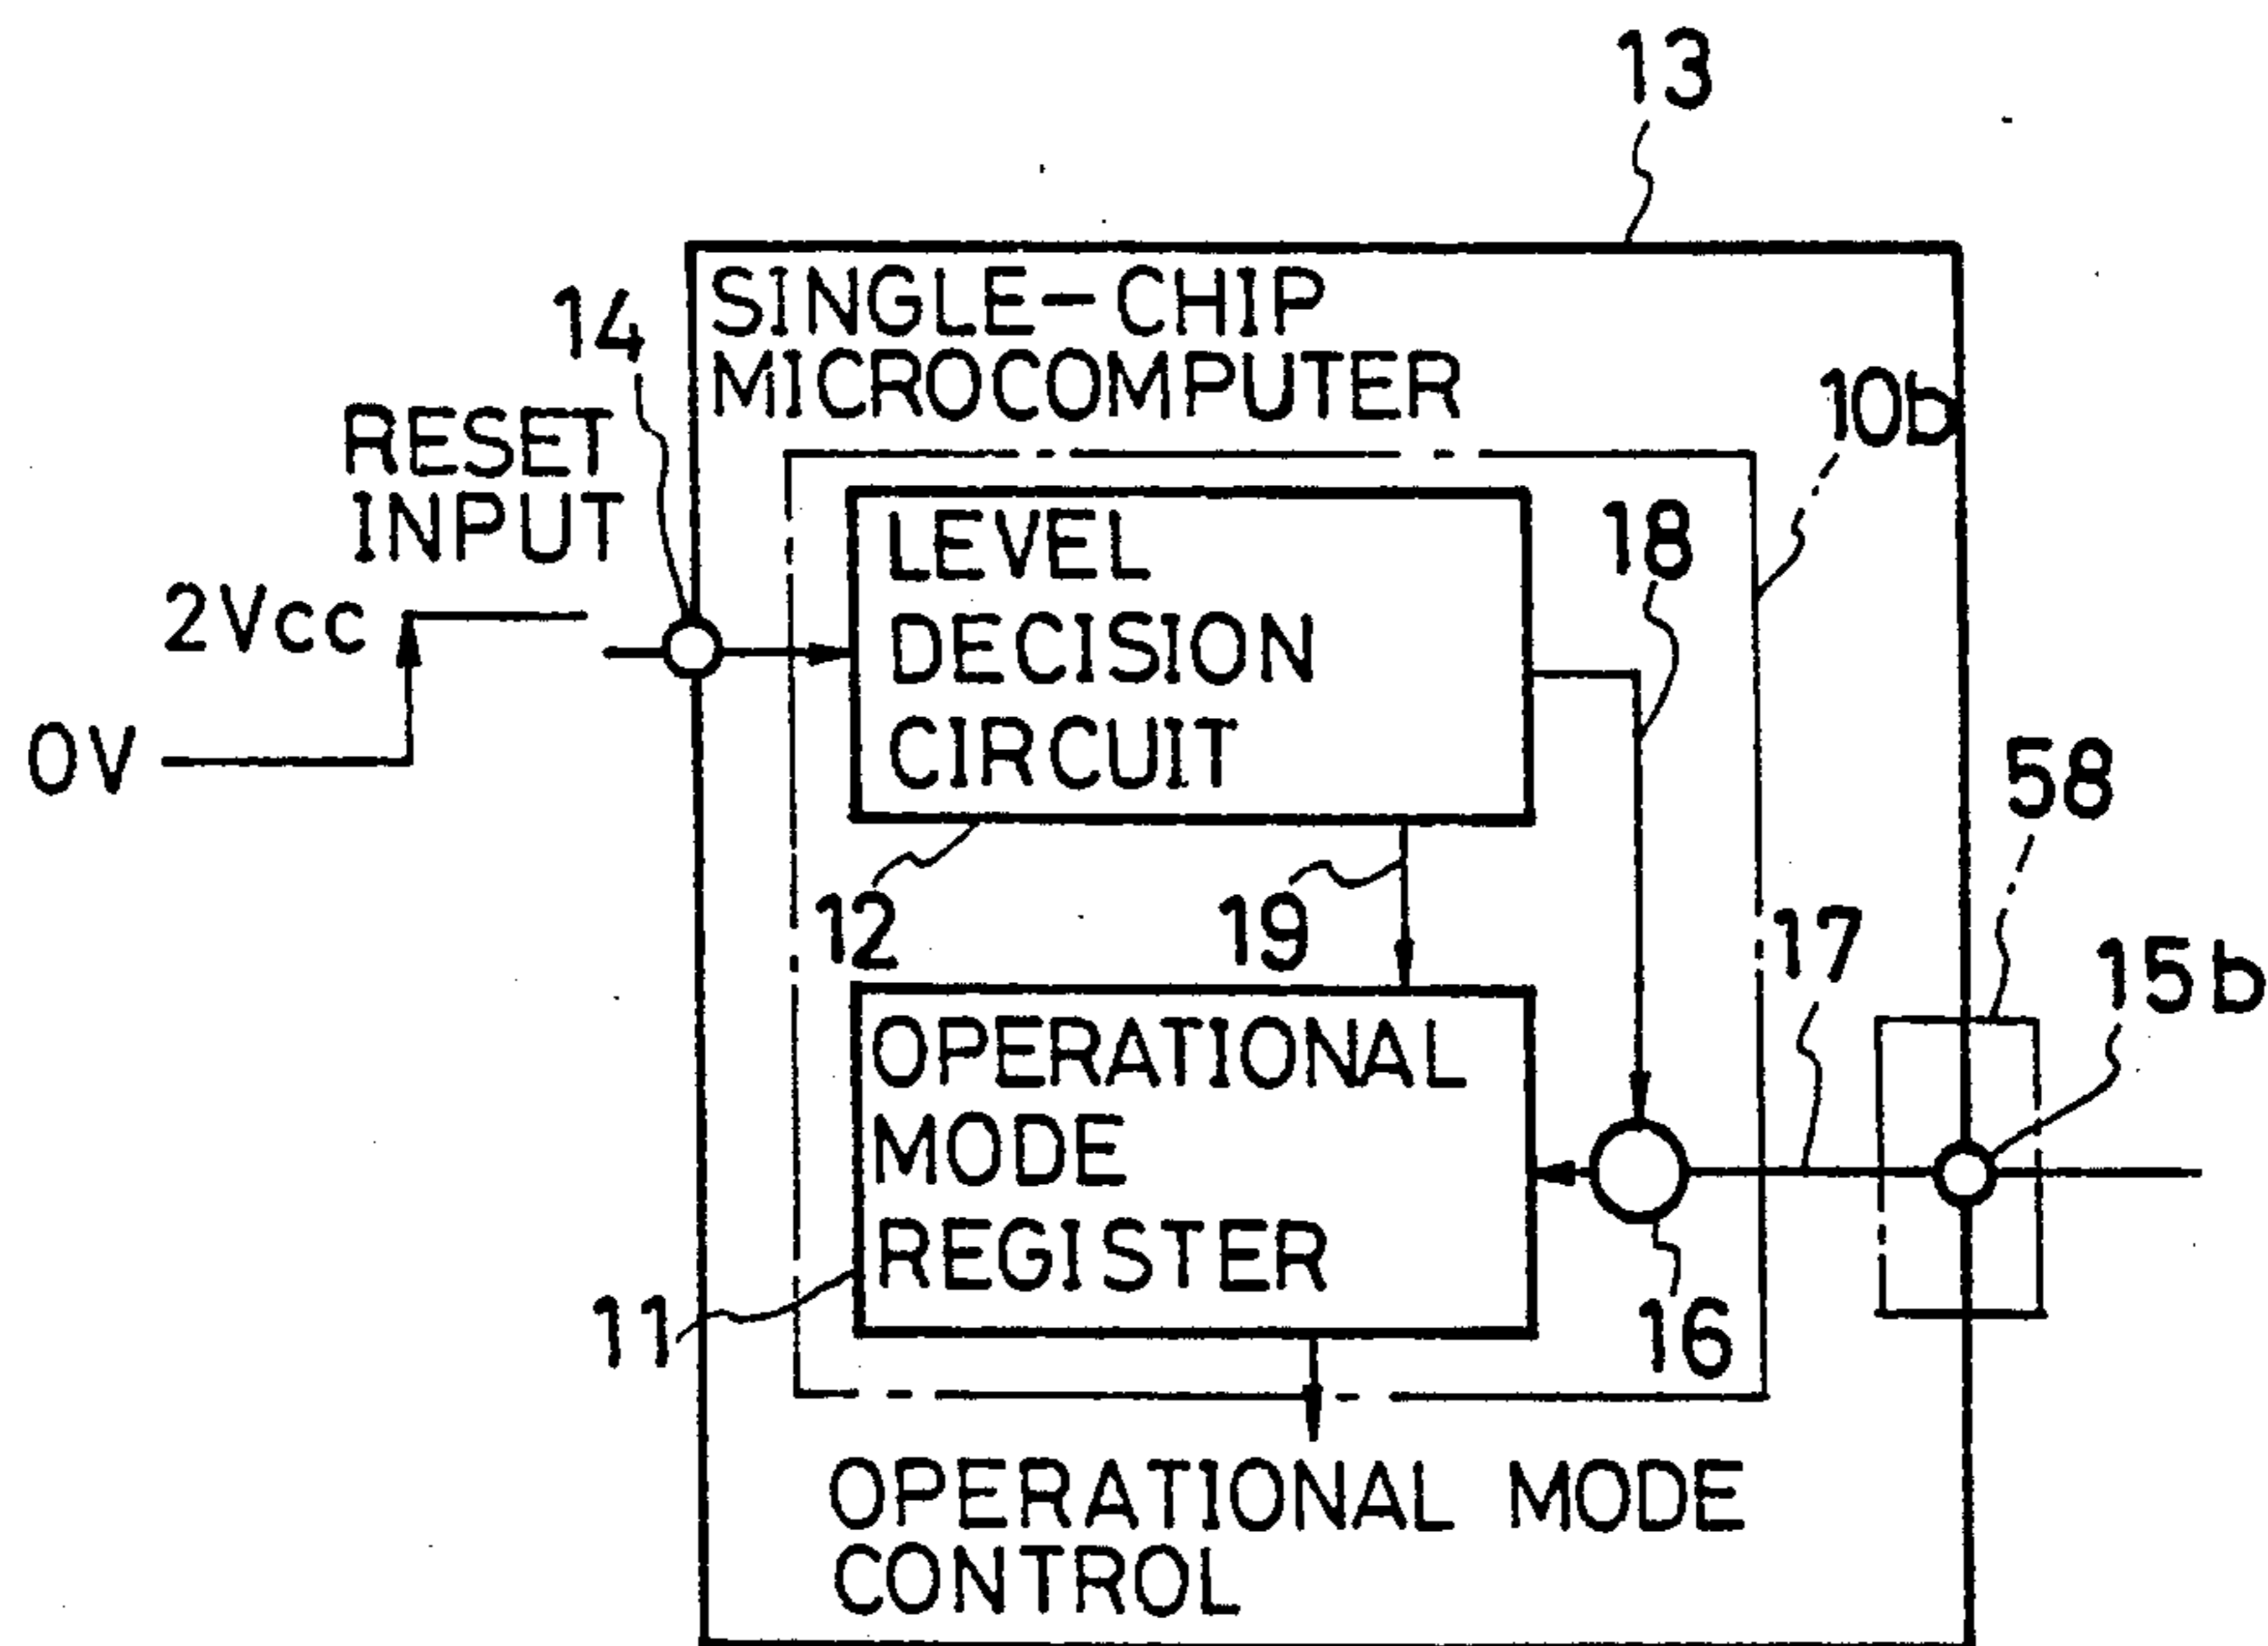 13
SINGLE-CHIP
MICROCOMPUTER
14
10b
RESET
INPUT
LEVEL
DECISION
CIRCUIT
18
2Vcc
0V
58
12
19
17
15b
OPERATIONAL
MODE
REGISTER
11
16
OPERATIONAL MODE
CONTROL